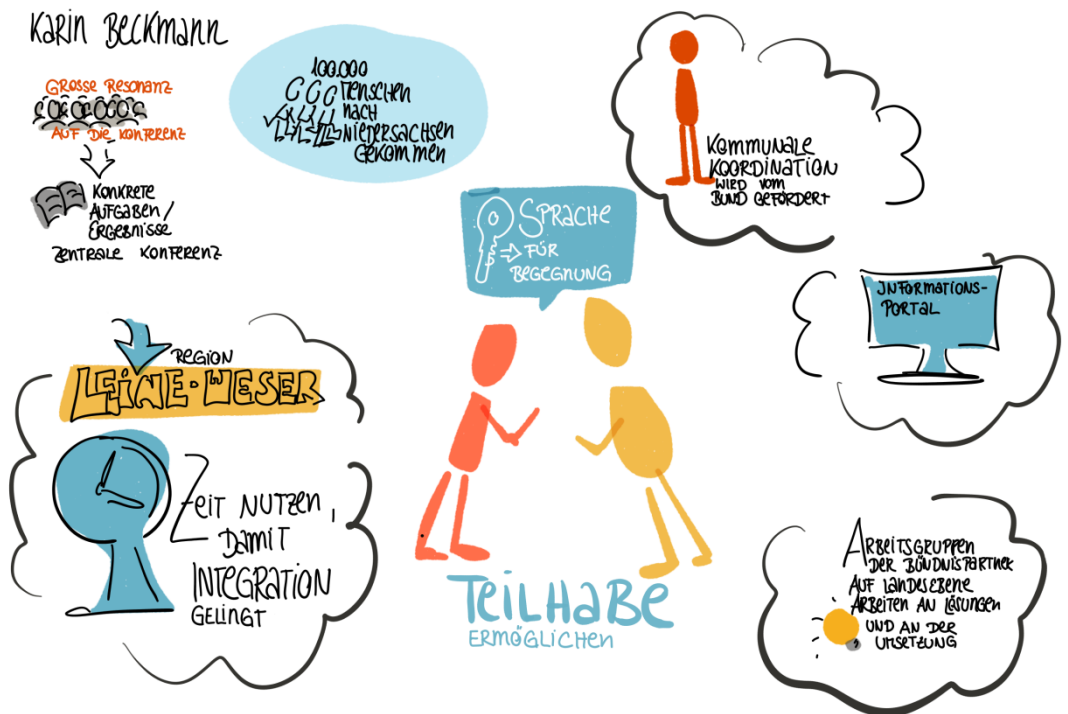 Karin Beckmann
GROSSE RESONANZ
AUF DIE KONFERENZ
KONKRETE
AUFGABEN/
ERGEBNISSE
ZENTRALE KONFERENZ
100.000
MENSCHEN
NACH
NIEDERSACHSEN
GEKOMMEN
KOMMUNALE
KOORDINATION
WIRD VOM
BUND GEFÖRDERT
SPRACHE
FÜR
BEGEGNUNG
INFORMATIONS-
PORTAL
REGION
LEINE-WESER
ZEIT NUTZEN,
DAMIT
INTEGRATION
GELINGT
TEILHABE
ERMÖGLICHEN
ARBEITSGRUPPEN
DER BÜNDNISPARTNER
AUF LANDESEBENE
ARBEITEN AN LÖSUNGEN
UND AN DER
UMSETZUNG